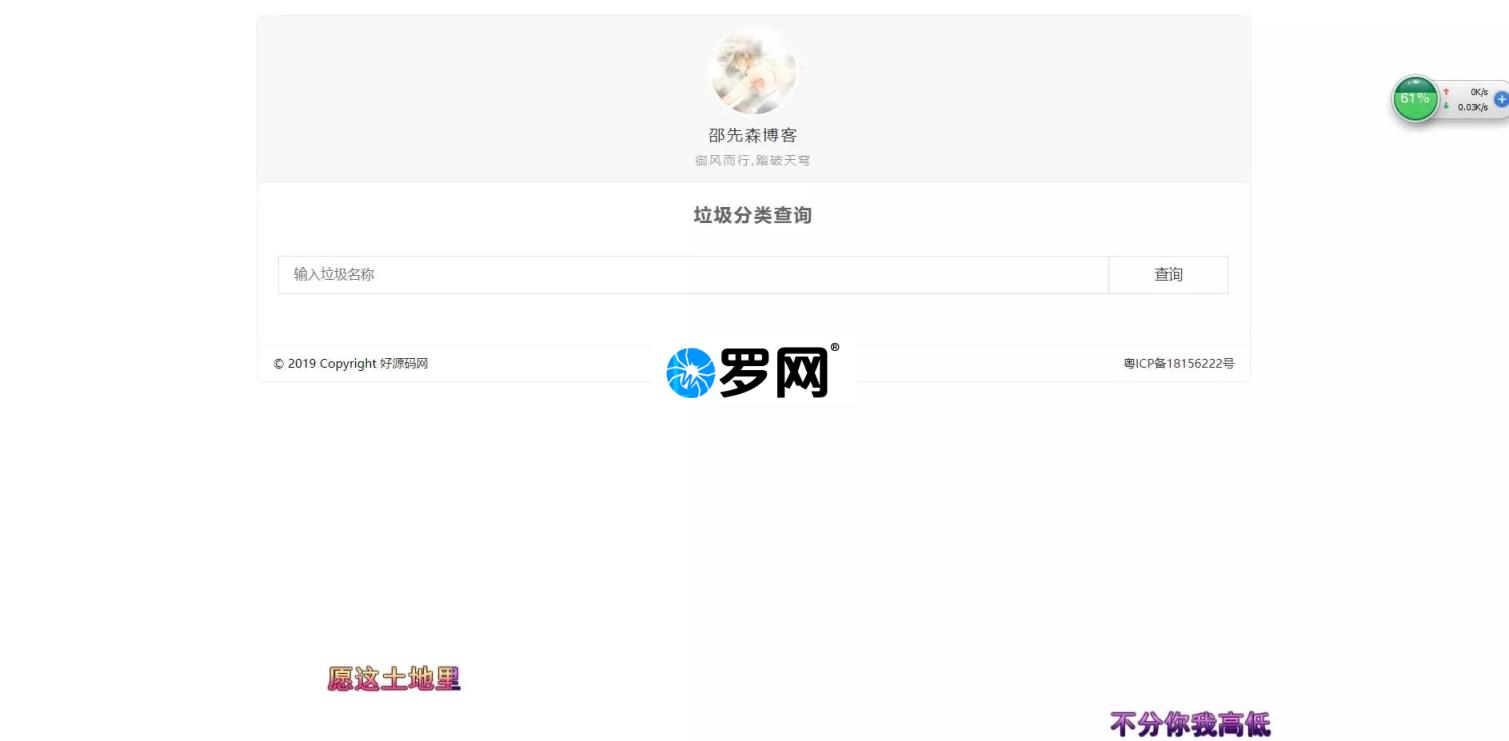 邵先森博客
御风而行,踏破天穹
61%
0K/s
0.03K/s
垃圾分类查询
输入垃圾名称
查询
© 2019 Copyright 好源码网
罗网®
粤ICP备18156222号
愿这土地里
不分你我高低